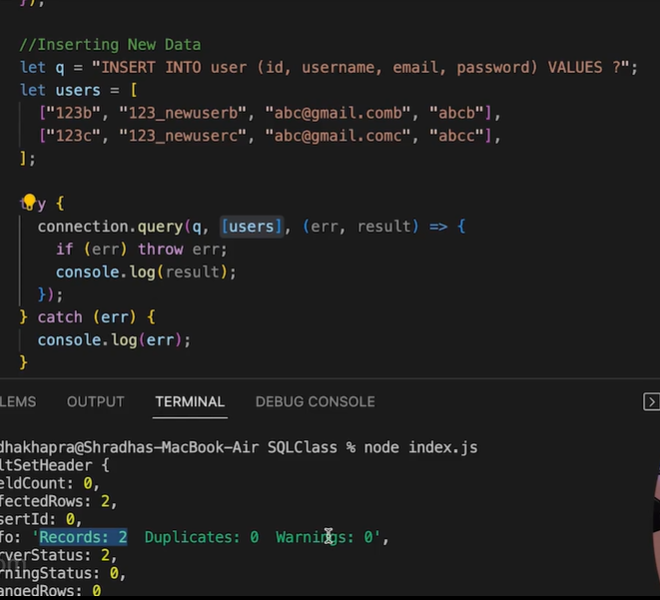 });
//Inserting New Data
let q = "INSERT INTO user (id, username, email, password) VALUES ?";
let users = [
["123b", "123_newuserb", "abc@gmail.comb", "abcb"],
["123c", "123_newuserc", "abc@gmail.comc", "abcc"],
];
try {
connection.query(q, [users], (err, result) => {
if (err) throw err;
console.log(result);
});
} catch (err) {
console.log(err);
}
LEMS OUTPUT TERMINAL DEBUG CONSOLE
dhakhapra@Shradhas-MacBook-Air SQLClass % node index.js
ltSetHeader {
eldCount: 0,
fectedRows: 2,
sertId: 0,
fo: 'Records: 2  Duplicates: 0  Warnings: 0',
rverStatus: 2,
rningStatus: 0,
angedRows: 0